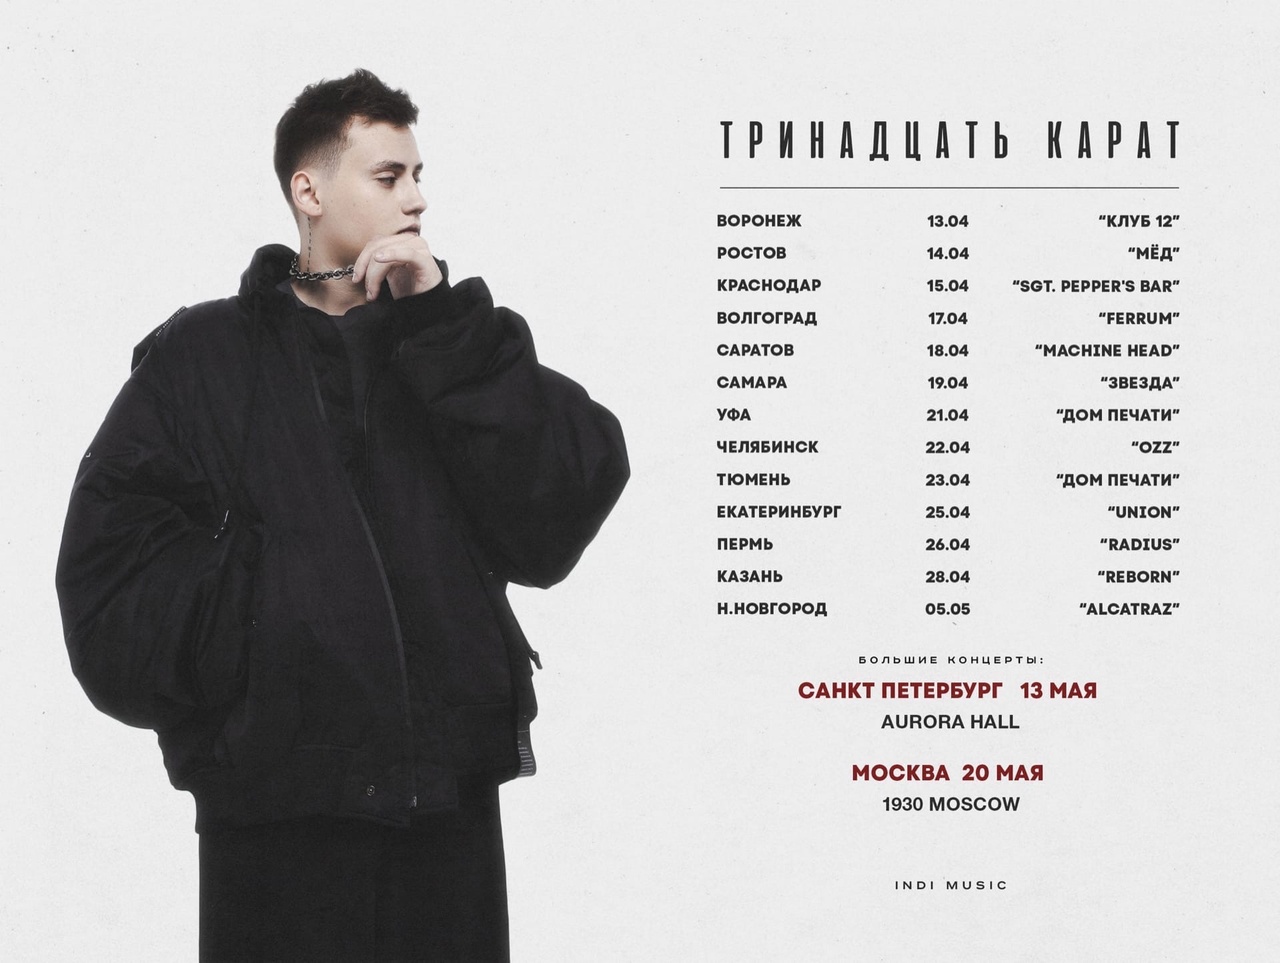 ТРИНАДЦАТЬ КАРАТ
ВОРОНЕЖ 13.04 “КЛУБ 12”
РОСТОВ 14.04 “МЁД”
КРАСНОДАР 15.04 “SGT. PEPPER'S BAR”
ВОЛГОГРАД 17.04 “FERRUM”
САРАТОВ 18.04 “MACHINE HEAD”
САМАРА 19.04 “ЗВЕЗДА”
УФА 21.04 “ДОМ ПЕЧАТИ”
ЧЕЛЯБИНСК 22.04 “OZZ”
ТЮМЕНЬ 23.04 “ДОМ ПЕЧАТИ”
ЕКАТЕРИНБУРГ 25.04 “UNION”
ПЕРМЬ 26.04 “RADIUS”
КАЗАНЬ 28.04 “REBORN”
Н.НОВГОРОД 05.05 “ALCATRAZ”
БОЛЬШИЕ КОНЦЕРТЫ:
САНКТ ПЕТЕРБУРГ 13 МАЯ
AURORA HALL
МОСКВА 20 МАЯ
1930 MOSCOW
INDI MUSIC